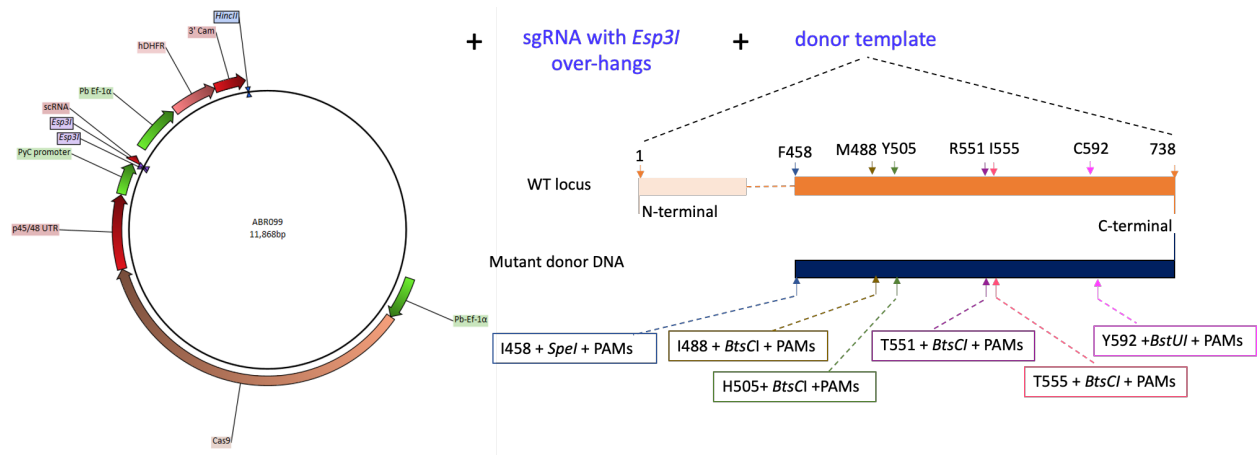 HincII
3' Cam
hDHFR
Pb Ef-1α
scRNA
Esp3I
Esp3I
PyC promoter
p45/48 UTR
ABR099
11,868bp
Pb-Ef-1α
Cas9
+
sgRNA with Esp3I
over-hangs
+
donor template
1
F458
M488
Y505
R551
I555
C592
738
WT locus
N-terminal
C-terminal
Mutant donor DNA
I458 + SpeI + PAMs
I488 + BtsCI + PAMs
H505+ BtsCI +PAMs
T551 + BtsCI + PAMs
T555 + BtsCI + PAMs
Y592 +BstUI + PAMs